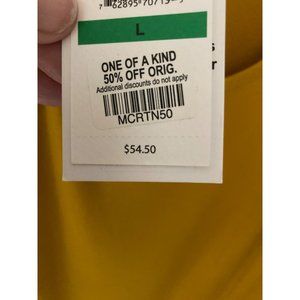 L
ONE OF A KIND
50% OFF ORIG.
Additional discounts do not apply
MCRTN50
$54.50